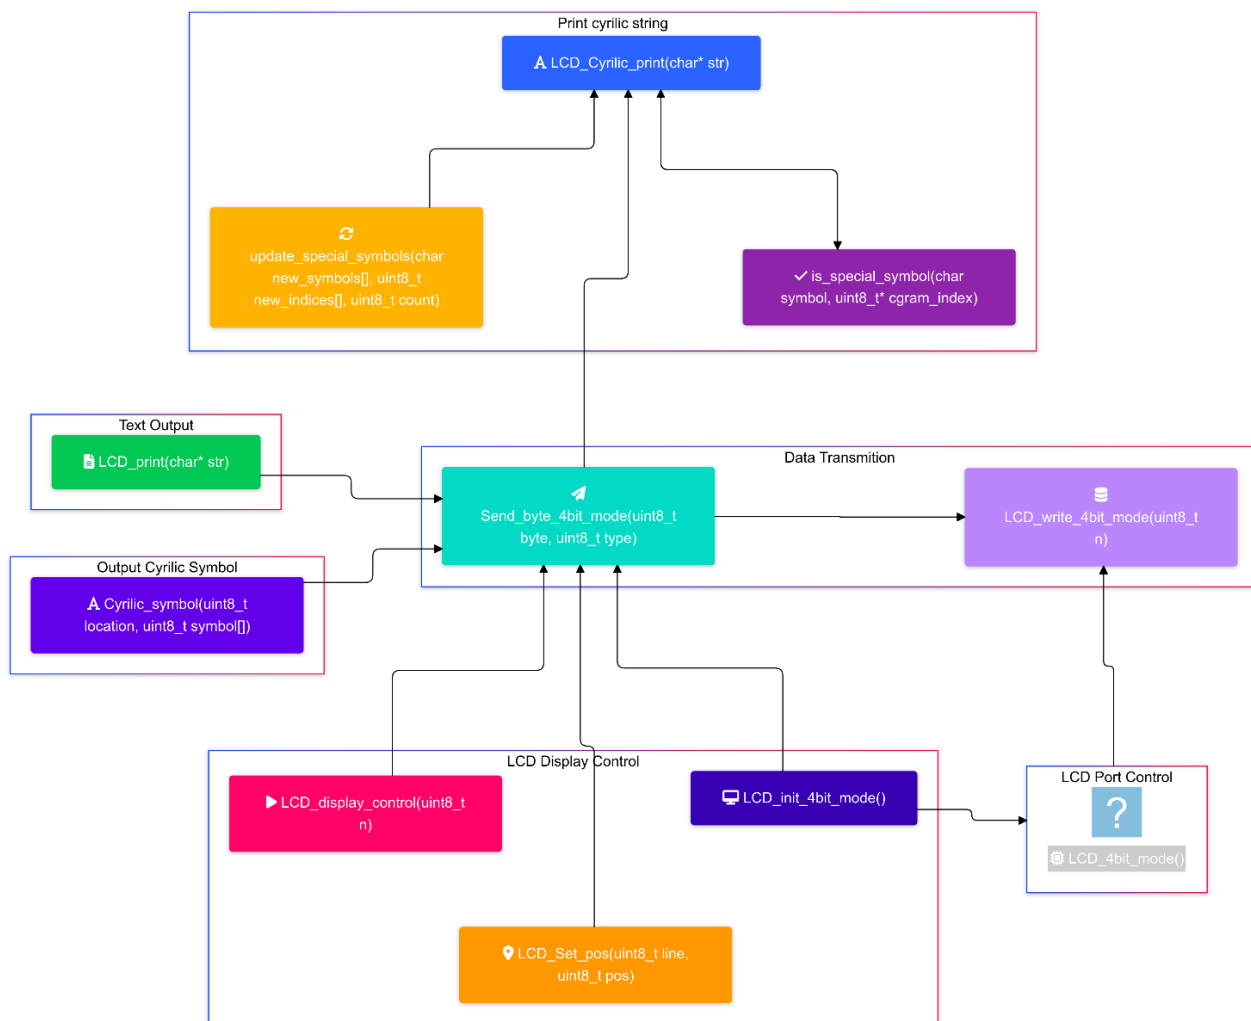 Print cyrilic string
LCD_Cyrilic_print(char* str)
update_special_symbols(char
new_symbols[], uint8_t
new_indices[], uint8_t count)
is_special_symbol(char
symbol, uint8_t* cgram_index)
Text Output
LCD_print(char* str)
Data Transmition
Send_byte_4bit_mode(uint8_t
byte, uint8_t type)
LCD_write_4bit_mode(uint8_t
n)
Output Cyrilic Symbol
Cyrilic_symbol(uint8_t
location, uint8_t symbol[])
LCD Display Control
LCD_display_control(uint8_t
n)
LCD_init_4bit_mode()
LCD Port Control
?
LCD_4bit_mode()
LCD_Set_pos(uint8_t line,
uint8_t pos)